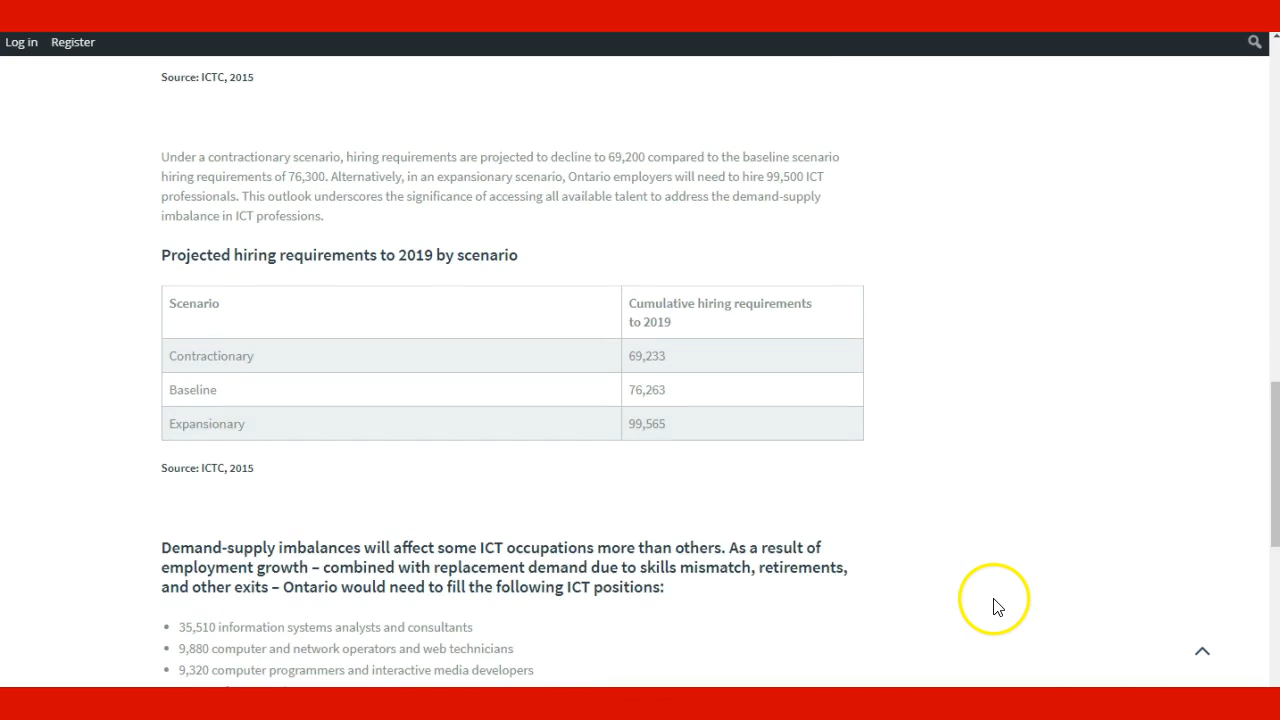 Log in Register
Source: ICTC, 2015
Under a contractionary scenario, hiring requirements are projected to decline to 69,200 compared to the baseline scenario
hiring requirements of 76,300. Alternatively, in an expansionary scenario, Ontario employers will need to hire 99,500 ICT
professionals. This outlook underscores the significance of accessing all available talent to address the demand-supply
imbalance in ICT professions.
Projected hiring requirements to 2019 by scenario
Scenario Cumulative hiring requirements
to 2019
Contractionary 69,233
Baseline 76,263
Expansionary 99,565
Source: ICTC, 2015
Demand-supply imbalances will affect some ICT occupations more than others. As a result of
employment growth – combined with replacement demand due to skills mismatch, retirements,
and other exits – Ontario would need to fill the following ICT positions:
• 35,510 information systems analysts and consultants
• 9,880 computer and network operators and web technicians
• 9,320 computer programmers and interactive media developers